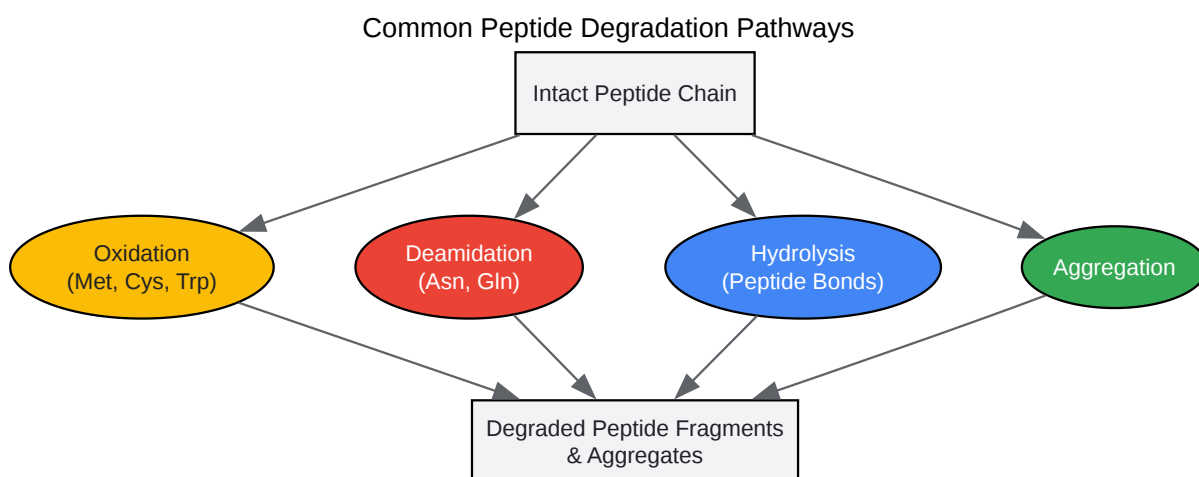 Common Peptide Degradation Pathways
Intact Peptide Chain
Oxidation
(Met, Cys, Trp)
Deamidation
(Asn, Gln)
Hydrolysis
(Peptide Bonds)
Aggregation
Degraded Peptide Fragments
& Aggregates